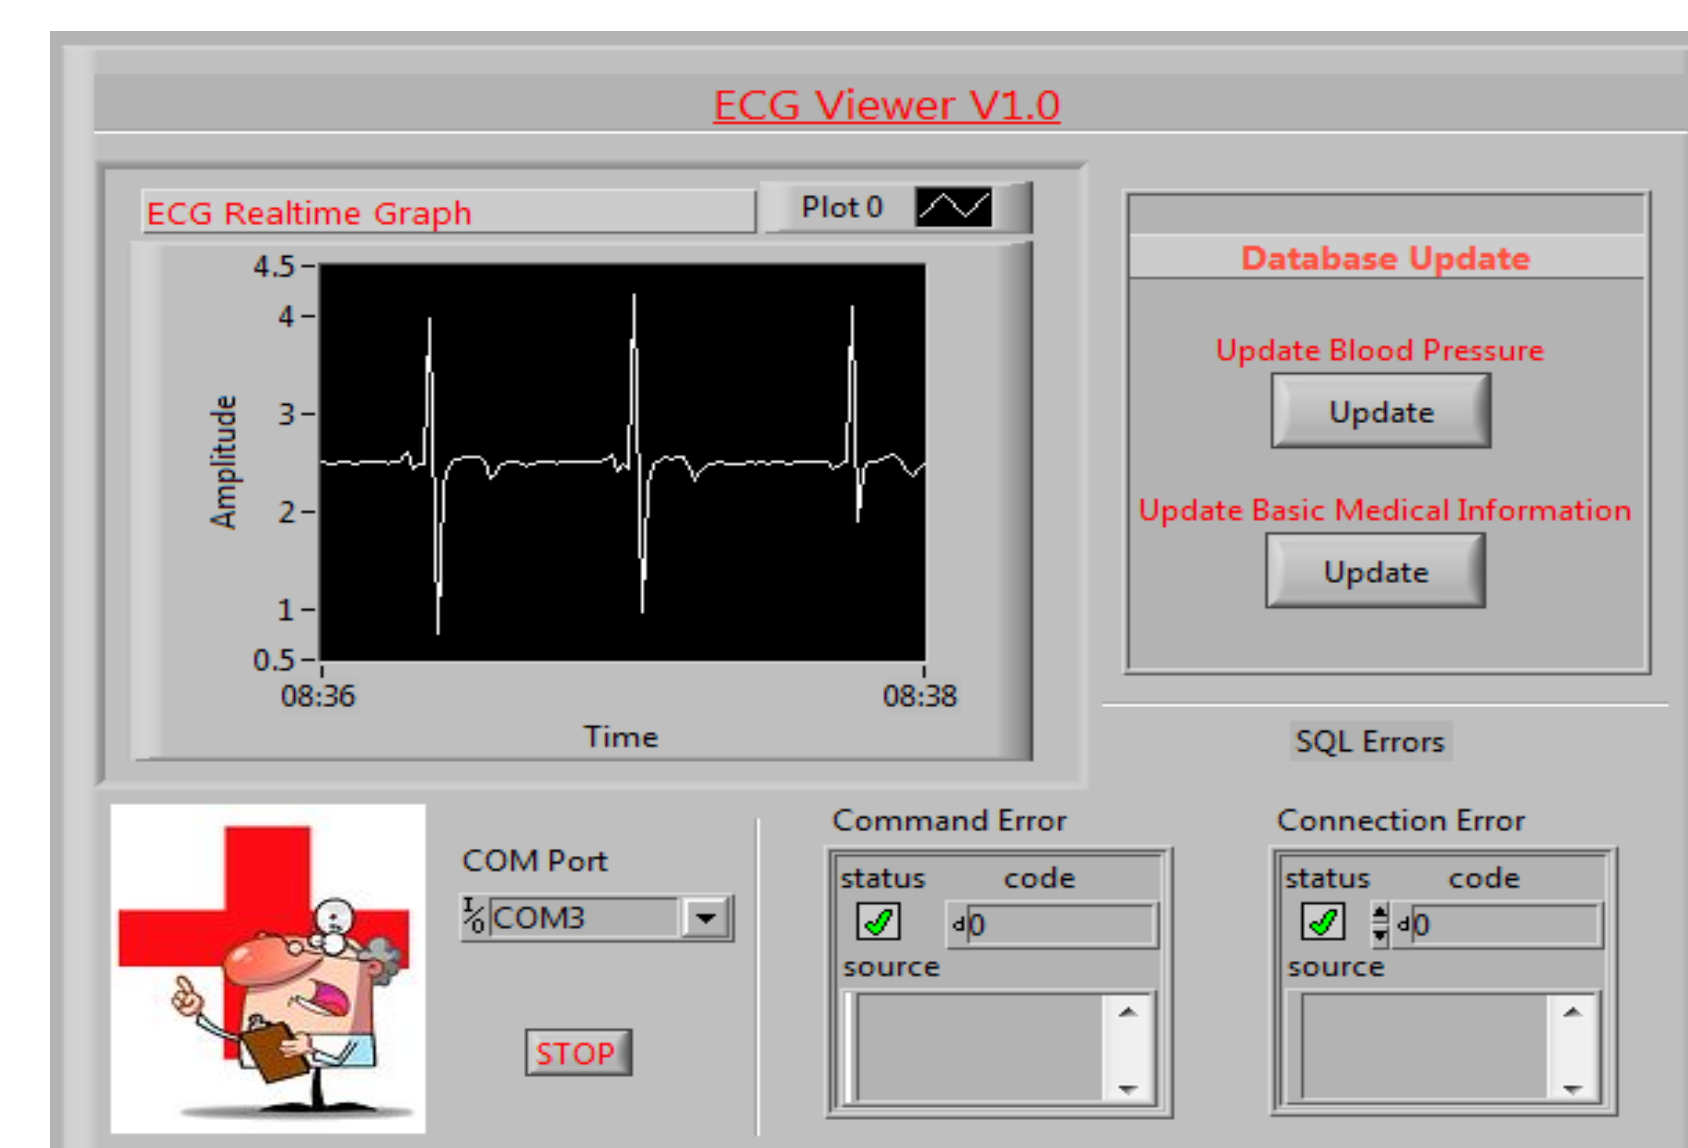 ECG Viewer V1.0
ECG Realtime Graph
Plot 0
4.5
4
3
2
1
0.5
Amplitude
08:36
08:38
Time
Database Update
Update Blood Pressure
Update
Update Basic Medical Information
Update
SQL Errors
COM Port
I/O COM3
STOP
Command Error
status code
d 0
source
Connection Error
status code
d 0
source